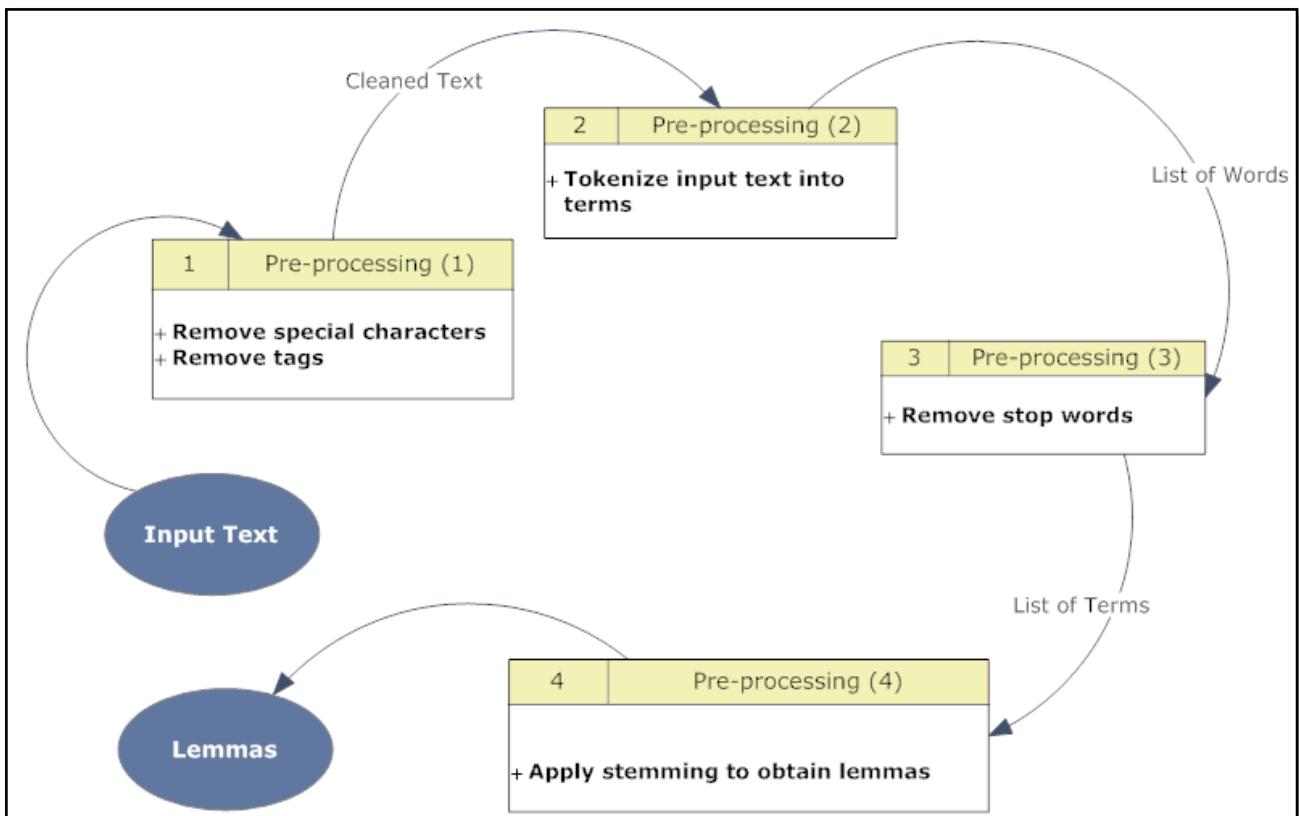 Cleaned Text
2 Pre-processing (2)
+ Tokenize input text into
terms
List of Words
1 Pre-processing (1)
+ Remove special characters
+ Remove tags
3 Pre-processing (3)
+ Remove stop words
Input Text
List of Terms
4 Pre-processing (4)
+ Apply stemming to obtain lemmas
Lemmas